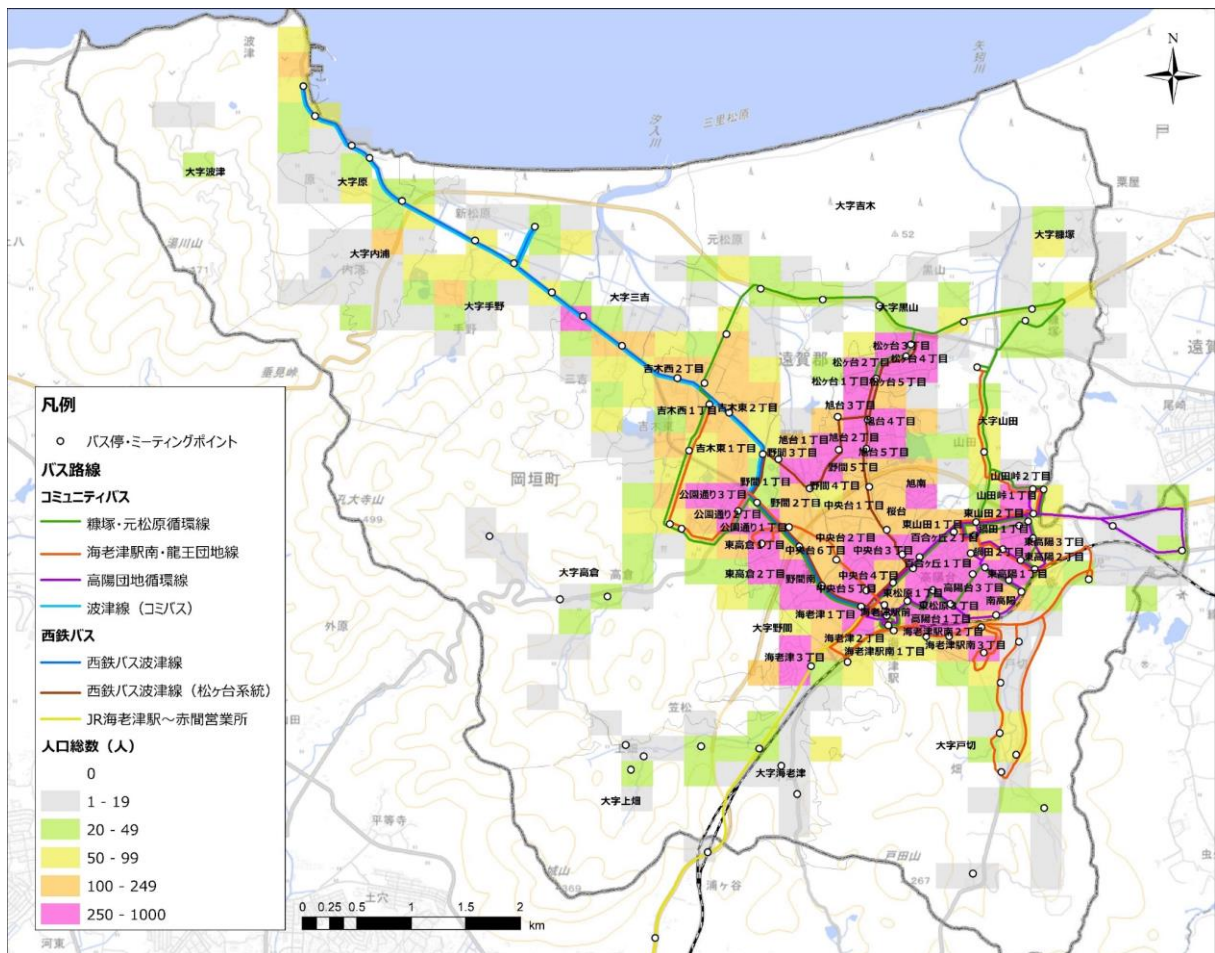 波津
矢矧川
N
汐入川
三里松原
粟屋
大字波津
原
大字原
大字吉木
新松原
元松原
52
大字糠塚
上八
湯川山
471
大字内浦
内浦
黒山
大字手野
大字三吉
大字黒山
手野
遠賀郡
松ヶ台3丁目
松ヶ台4丁目
松ヶ台2丁目
垂見峠
三吉
吉木西2丁目
松ヶ台1丁目
松ヶ台5丁目
尾崎
凡例
バス停・ミーティングポイント
バス路線
コミュニティバス
糠塚・元松原循環線
海老津駅南・龍王団地線
高陽団地循環線
波津線（コミバス）
西鉄バス
西鉄バス波津線
西鉄バス波津線（松ヶ台系統）
JR海老津駅～赤間営業所
人口総数（人）
0
1 - 19
20 - 49
50 - 99
100 - 249
250 - 1000
吉木西1丁目
吉木東2丁目
旭台3丁目
旭台4丁目
大字山田
山田
吉木東1丁目
旭台1丁目
旭台2丁目
旭台5丁目
野間3丁目
岡垣町
野間5丁目
野間1丁目
野間4丁目
旭南
山田峠2丁目
山田峠1丁目
公園通り3丁目
野間2丁目
中央台1丁目
桜台
公園通り2丁目
公園通り1丁目
東山田1丁目
東山田2丁目
499
東高倉1丁目
中央台2丁目
百合ヶ丘2丁目
東高陽3丁目
中央台6丁目
中央台3丁目
百合ヶ丘1丁目
東高陽2丁目
大字高倉
高倉
東高倉2丁目
野間南
中央台4丁目
東高陽1丁目
中央台5丁目
高陽台3丁目
南高陽
東松原1丁目
海老津1丁目
海老津駅前
高陽台1丁目
外原
大字野間
海老津2丁目
海老津駅南2丁目
海老津駅南1丁目
海老津駅南3丁目
海老津3丁目
戸切
笠松
大字戸切
大字海老津
畑
大字上畑
平等寺
城山
369
戸田山
267
浦ヶ谷
土穴
河東
0 0.25 0.5 1 1.5 2
km